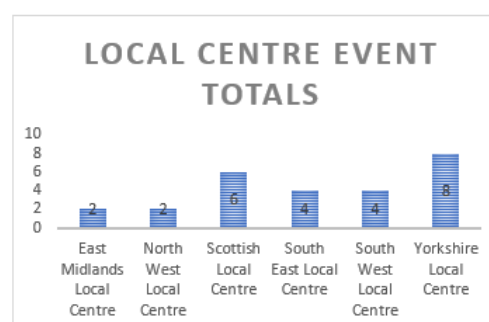 LOCAL CENTRE EVENT
TOTALS
10
8
6
4
2
0
2
2
6
4
4
8
East
Midlands
Local
Centre
North
West
Local
Centre
Scottish
Local
Centre
South
East Local
Centre
South
West
Local
Centre
Yorkshire
Local
Centre